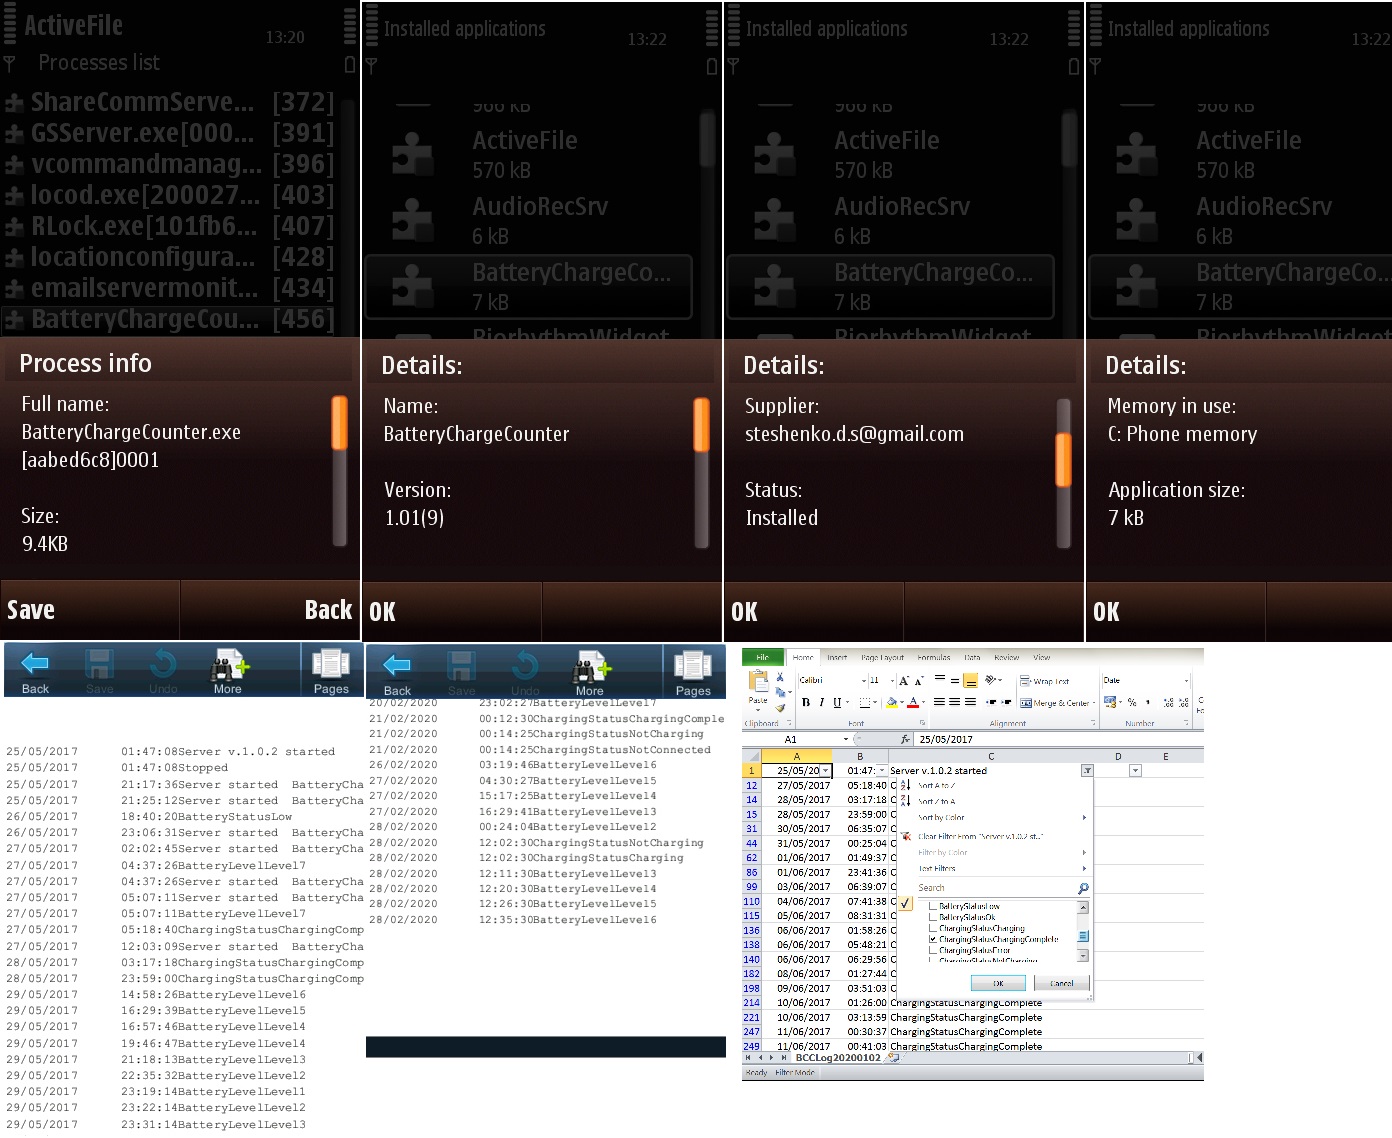 ActiveFile
13:20
Processes list
ShareCommServe... [372]
GSServer.exe[000... [391]
vcommandmanag... [396]
locod.exe[200027... [403]
RLock.exe[101fb6... [407]
locationconfigura... [428]
emailservermonit... [434]
BatteryChargeCou... [456]
Process info
Full name:
BatteryChargeCounter.exe
[aabed6c8]0001
Size:
9.4KB
Save Back
Installed applications
13:22
966 kB
ActiveFile
570 kB
AudioRecSrv
6 kB
BatteryChargeCo...
7 kB
BiorhythmWidget
Details:
Name:
BatteryChargeCounter
Version:
1.01(9)
OK
Installed applications
13:22
966 kB
ActiveFile
570 kB
AudioRecSrv
6 kB
BatteryChargeCo...
7 kB
BiorhythmWidget
Details:
Supplier:
steshenko.d.s@gmail.com
Status:
Installed
OK
Installed applications
13:22
966 kB
ActiveFile
570 kB
AudioRecSrv
6 kB
BatteryChargeCo
7 kB
BiorhythmWidget
Details:
Memory in use:
C: Phone memory
Application size:
7 kB
OK
Back Save Undo More Pages
25/05/2017 01:47:08Server v.1.0.2 started
25/05/2017 01:47:08Stopped
25/05/2017 21:17:36Server started BatteryCha
25/05/2017 21:25:12Server started BatteryCha
26/05/2017 18:40:20BatteryStatusLow
26/05/2017 23:06:31Server started BatteryCha
27/05/2017 02:02:45Server started BatteryCha
27/05/2017 04:37:26BatteryLevelLevel7
27/05/2017 04:37:26Server started BatteryCha
27/05/2017 05:07:11Server started BatteryCha
27/05/2017 05:07:11BatteryLevelLevel7
27/05/2017 05:18:40ChargingStatusChargingComp
27/05/2017 12:03:09Server started BatteryCha
28/05/2017 03:17:18ChargingStatusChargingComp
28/05/2017 23:59:00ChargingStatusChargingComp
29/05/2017 14:58:26BatteryLevelLevel6
29/05/2017 16:29:39BatteryLevelLevel5
29/05/2017 16:57:46BatteryLevelLevel4
29/05/2017 19:46:47BatteryLevelLevel4
29/05/2017 21:18:13BatteryLevelLevel3
29/05/2017 22:35:32BatteryLevelLevel2
29/05/2017 23:19:14BatteryLevelLevel1
29/05/2017 23:22:14BatteryLevelLevel2
29/05/2017 23:31:14BatteryLevelLevel3
Back Save Undo More Pages
20/02/2020 23:02:27BatteryLevelLevel7
21/02/2020 00:12:30ChargingStatusChargingComple
21/02/2020 00:14:25ChargingStatusNotCharging
21/02/2020 00:14:25ChargingStatusNotConnected
26/02/2020 03:19:46BatteryLevelLevel6
27/02/2020 04:30:27BatteryLevelLevel5
27/02/2020 15:17:25BatteryLevelLevel4
27/02/2020 16:29:41BatteryLevelLevel3
28/02/2020 00:24:04BatteryLevelLevel2
28/02/2020 12:02:30ChargingStatusNotCharging
28/02/2020 12:02:30ChargingStatusCharging
28/02/2020 12:11:30BatteryLevelLevel3
28/02/2020 12:20:30BatteryLevelLevel4
28/02/2020 12:26:30BatteryLevelLevel5
28/02/2020 12:35:30BatteryLevelLevel6
File Home Insert Page Layout Formulas Data Review View
Paste Calibri 11 A A Wrap Text Date
B I U A Merge & Center % ,
Clipboard Font Alignment Number
A1 fx 25/05/2017
A B C D E
1 25/05/20 01:47: Server v.1.0.2 started
12 27/05/2017 05:18:40 C
14 28/05/2017 03:17:18 C
15 28/05/2017 23:59:00 C
31 30/05/2017 06:35:07 C
44 31/05/2017 00:25:04 C
62 01/06/2017 01:49:37 C
86 01/06/2017 23:41:36 C
99 03/06/2017 06:39:07 C
110 04/06/2017 07:41:38 C
115 05/06/2017 08:31:31 C
136 06/06/2017 01:58:26 C
138 06/06/2017 05:48:21 C
140 06/06/2017 06:29:56 C
182 08/06/2017 01:27:44 C
198 09/06/2017 03:51:03 C
214 10/06/2017 01:26:00 ChargingStatusChargingComplete
221 10/06/2017 03:13:59 ChargingStatusChargingComplete
247 11/06/2017 00:30:37 ChargingStatusChargingComplete
249 11/06/2017 00:41:03 ChargingStatusChargingComplete
Sort A to Z
Sort Z to A
Sort by Color
Clear Filter From "Server v.1.0.2 st..."
Filter by Color
Text Filters
Search
BatteryStatusLow
BatteryStatusOk
ChargingStatusCharging
ChargingStatusChargingComplete
ChargingStatusError
ChargingStatusNotCharging
OK Cancel
BCCLog20200102
Ready Filter Mode